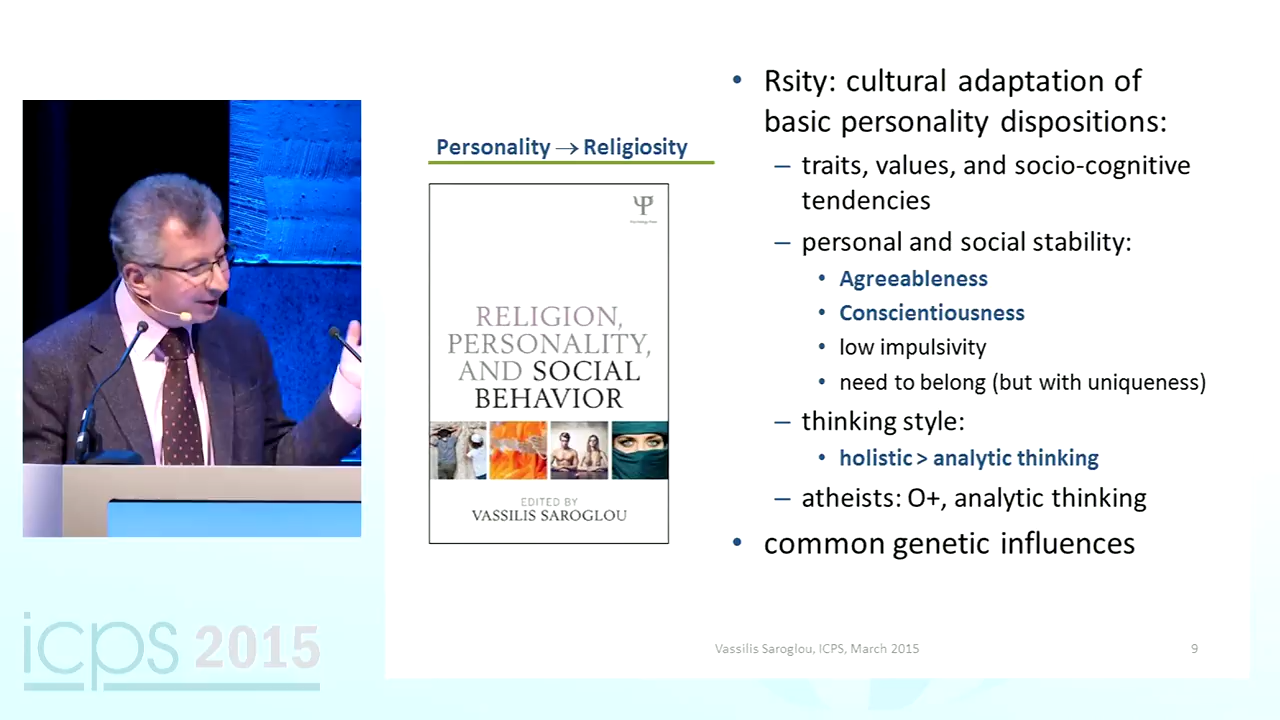 Personality → Religiosity
RELIGION,
PERSONALITY,
AND SOCIAL
BEHAVIOR
EDITED BY
VASSILIS SAROGLOU
• Rsity: cultural adaptation of
basic personality dispositions:
– traits, values, and socio-cognitive
tendencies
– personal and social stability:
• Agreeableness
• Conscientiousness
• low impulsivity
• need to belong (but with uniqueness)
– thinking style:
• holistic > analytic thinking
– atheists: O+, analytic thinking
• common genetic influences
icps 2015
Vassilis Saroglou, ICPS, March 2015
9